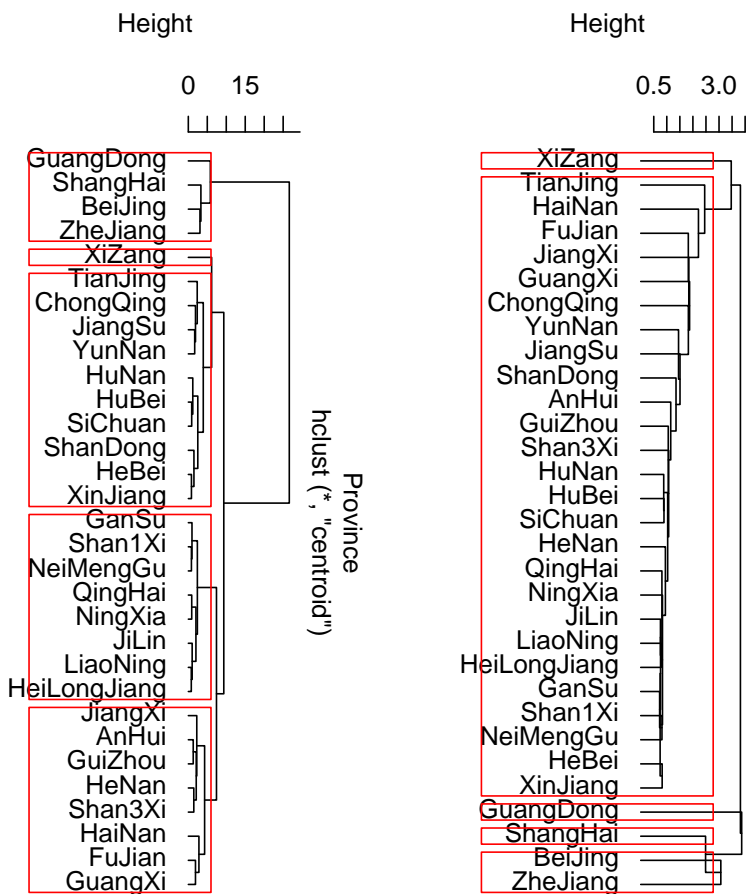 Height
0 15
GuangDong
ShangHai
BeiJing
ZheJiang
XiZang
TianJing
ChongQing
JiangSu
YunNan
HuNan
HuBei
SiChuan
ShanDong
HeBei
XinJiang
GanSu
Shan1Xi
NeiMengGu
QingHai
NingXia
JiLin
LiaoNing
HeiLongJiang
JiangXi
AnHui
GuiZhou
HeNan
Shan3Xi
HaiNan
FuJian
GuangXi
Province
hclust (*, "centroid")
Height
0.5 3.0
XiZang
TianJing
HaiNan
FuJian
JiangXi
GuangXi
ChongQing
YunNan
JiangSu
ShanDong
AnHui
GuiZhou
Shan3Xi
HuNan
HuBei
SiChuan
HeNan
QingHai
NingXia
JiLin
LiaoNing
HeiLongJiang
GanSu
Shan1Xi
NeiMengGu
HeBei
XinJiang
GuangDong
ShangHai
BeiJing
ZheJiang